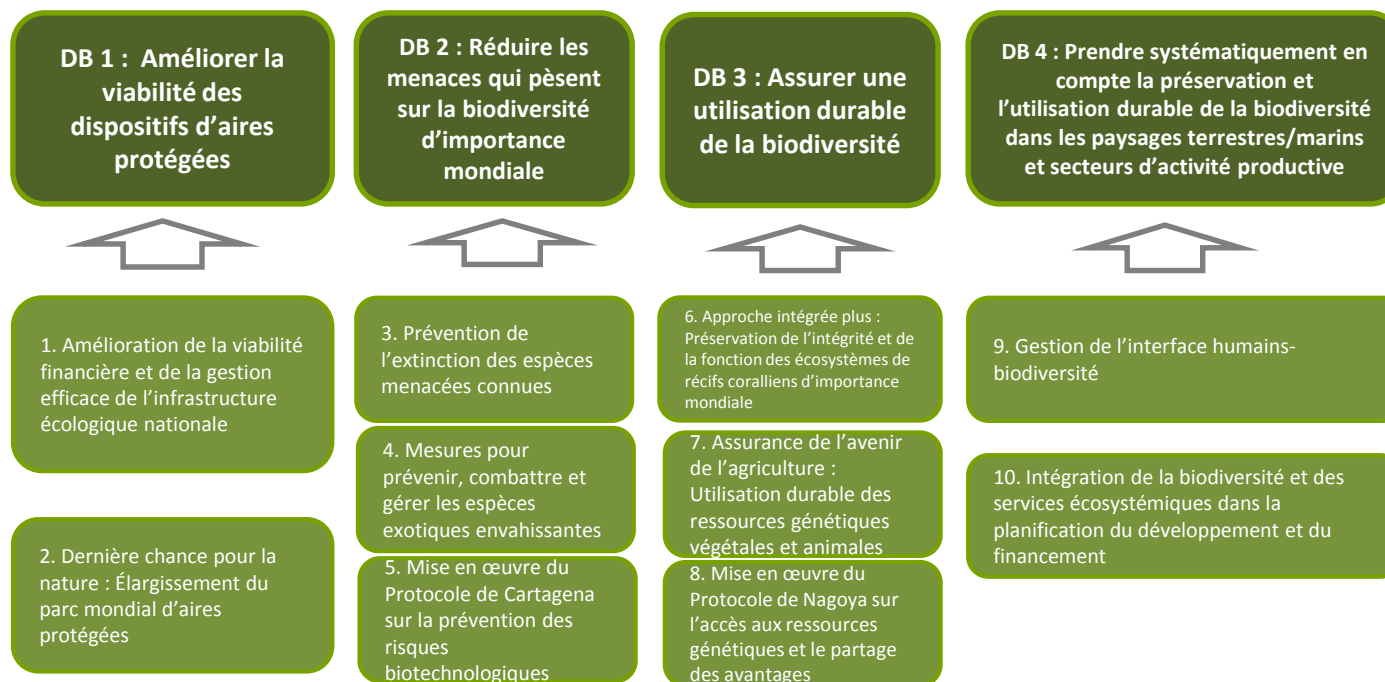 DB 1 : Améliorer la
viabilité des
dispositifs d’aires
protégées
DB 2 : Réduire les
menaces qui pèsent
sur la biodiversité
d’importance
mondiale
DB 3 : Assurer une
utilisation durable
de la biodiversité
DB 4 : Prendre systématiquement en
compte la préservation et
l’utilisation durable de la biodiversité
dans les paysages terrestres/marins
et secteurs d’activité productive
1. Amélioration de la viabilité
financière et de la gestion
efficace de l’infrastructure
écologique nationale
2. Dernière chance pour la
nature : Élargissement du
parc mondial d’aires
protégées
3. Prévention de
l’extinction des espèces
menacées connues
4. Mesures pour
prévenir, combattre et
gérer les espèces
exotiques envahissantes
5. Mise en œuvre du
Protocole de Cartagena
sur la prévention des
risques
biotechnologiques
6. Approche intégrée plus :
Préservation de l’intégrité et de
la fonction des écosystèmes de
récifs coralliens d’importance
mondiale
7. Assurance de l’avenir
de l’agriculture :
Utilisation durable des
ressources génétiques
végétales et animales
8. Mise en œuvre du
Protocole de Nagoya sur
l’accès aux ressources
génétiques et le partage
des avantages
9. Gestion de l’interface humains-
biodiversité
10. Intégration de la biodiversité et des
services écosystémiques dans la
planification du développement et du
financement